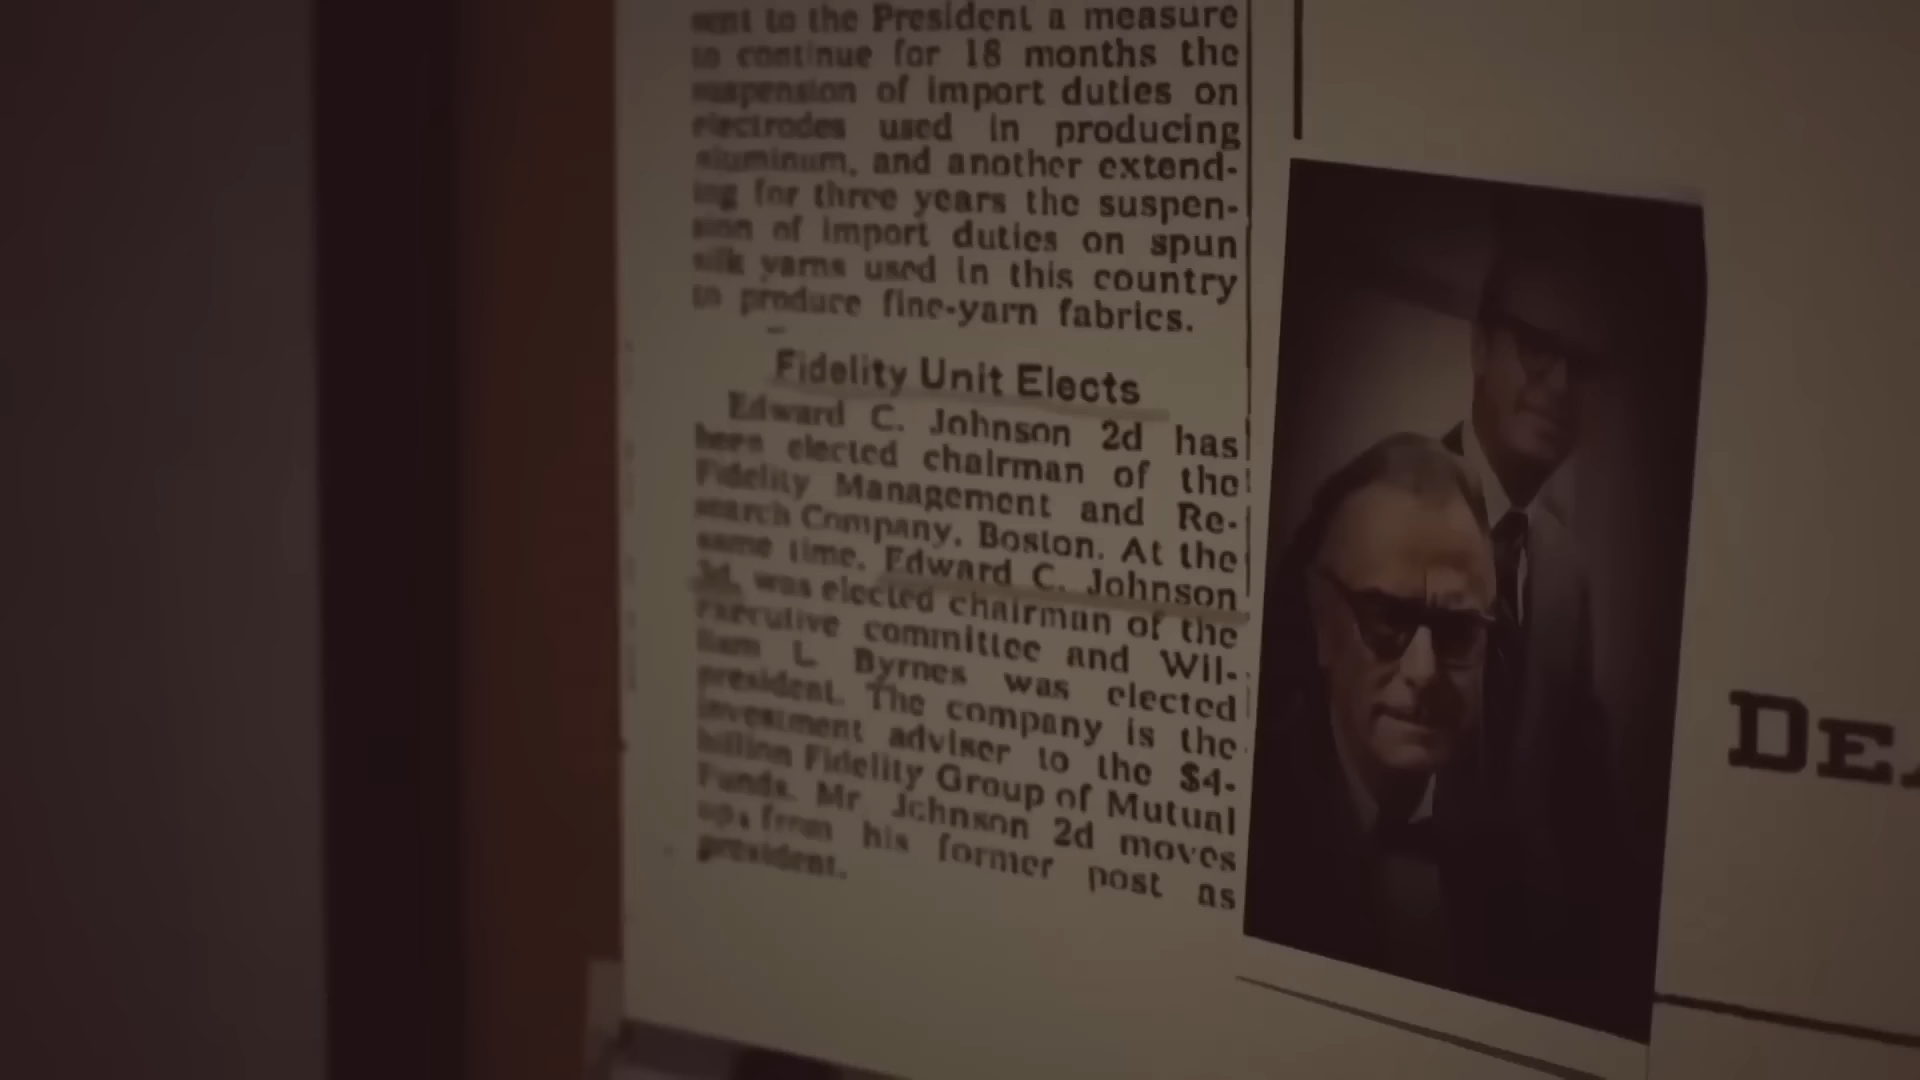 sent to the President a measure
to continue for 18 months the
suspension of import duties on
electrodes used in producing
aluminum, and another extend-
ing for three years the suspen-
sion of import duties on spun
silk yarns used in this country
to produce fine-yarn fabrics.
Fidelity Unit Elects
Edward C. Johnson 2d has
been elected chairman of the
Fidelity Management and Re-
search Company, Boston. At the
same time, Edward C. Johnson
3d, was elected chairman of the
executive committee and Wil-
liam L. Byrnes was elected
president. The company is the
investment adviser to the $4-
billion Fidelity Group of Mutual
Funds. Mr. Johnson 2d moves
up from his former post as
president.
DEA